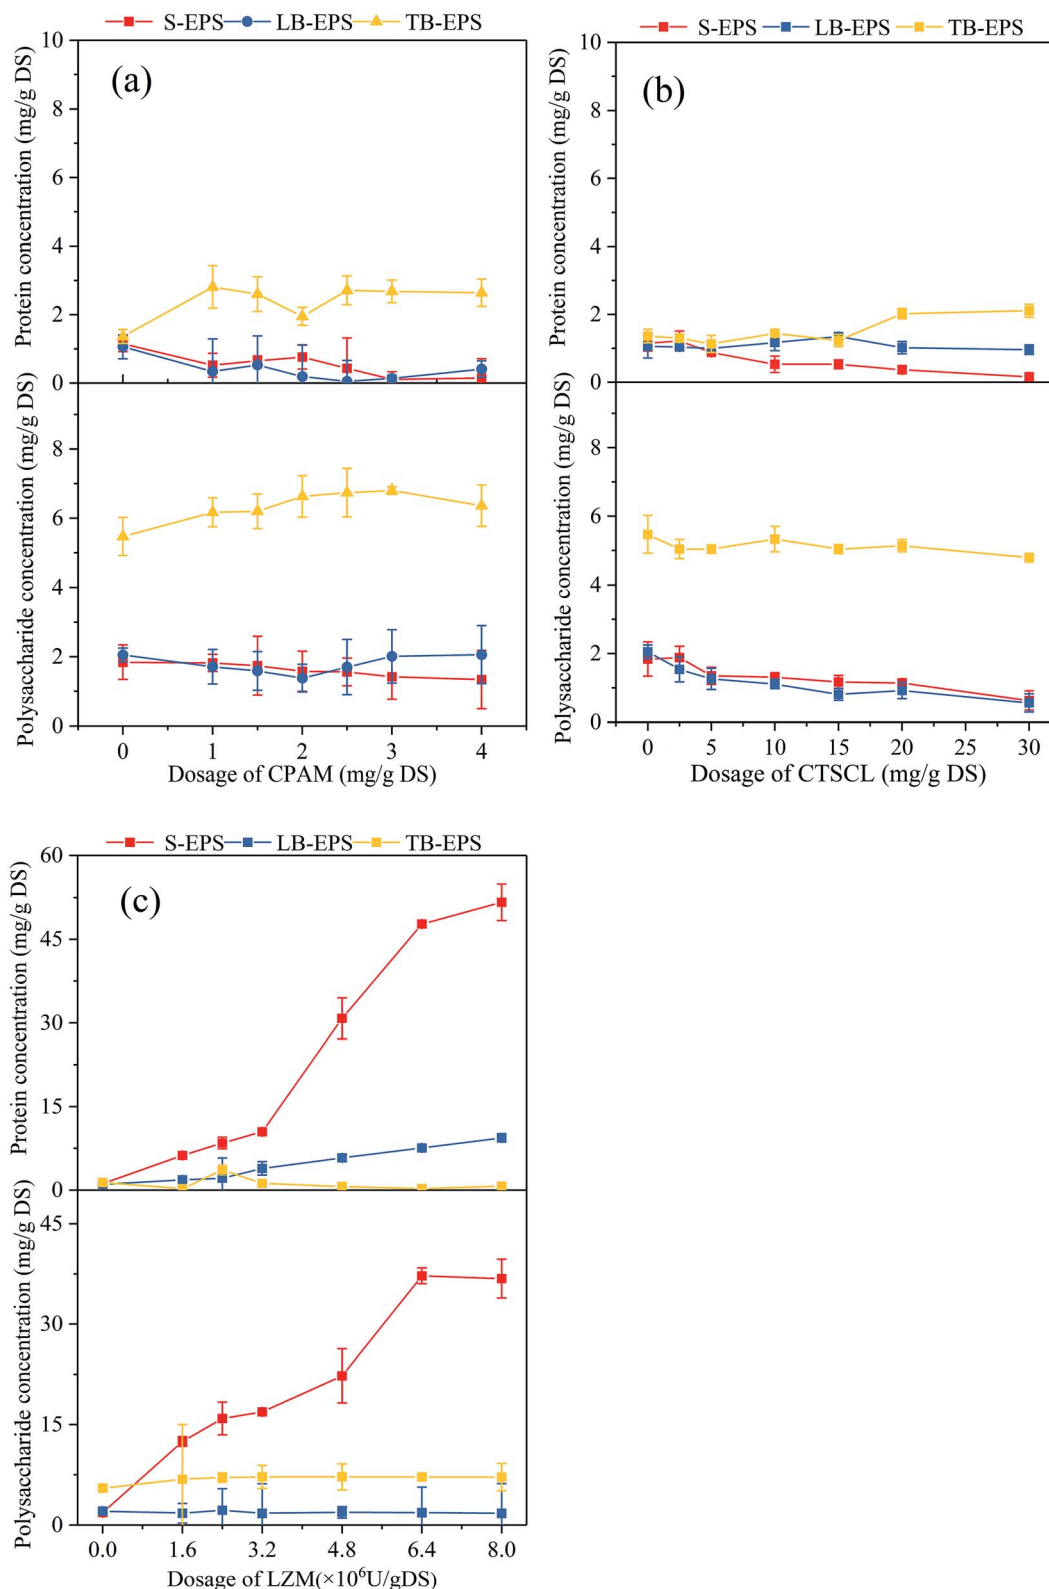 S-EPS LB-EPS TB-EPS
(a)
Protein concentration (mg/g DS)
10
8
6
4
2
0
Polysaccharide concentration (mg/g DS)
8
6
4
2
0
0 1 2 3 4
Dosage of CPAM (mg/g DS)
S-EPS LB-EPS TB-EPS
(b)
Protein concentration (mg/g DS)
10
8
6
4
2
0
Polysaccharide concentration (mg/g DS)
8
6
4
2
0
0 5 10 15 20 25 30
Dosage of CTSCL (mg/g DS)
S-EPS LB-EPS TB-EPS
(c)
Protein concentration (mg/g DS)
60
45
30
15
0
Polysaccharide concentration (mg/g DS)
45
30
15
0
0.0 1.6 3.2 4.8 6.4 8.0
Dosage of LZM(×10⁶U/gDS)